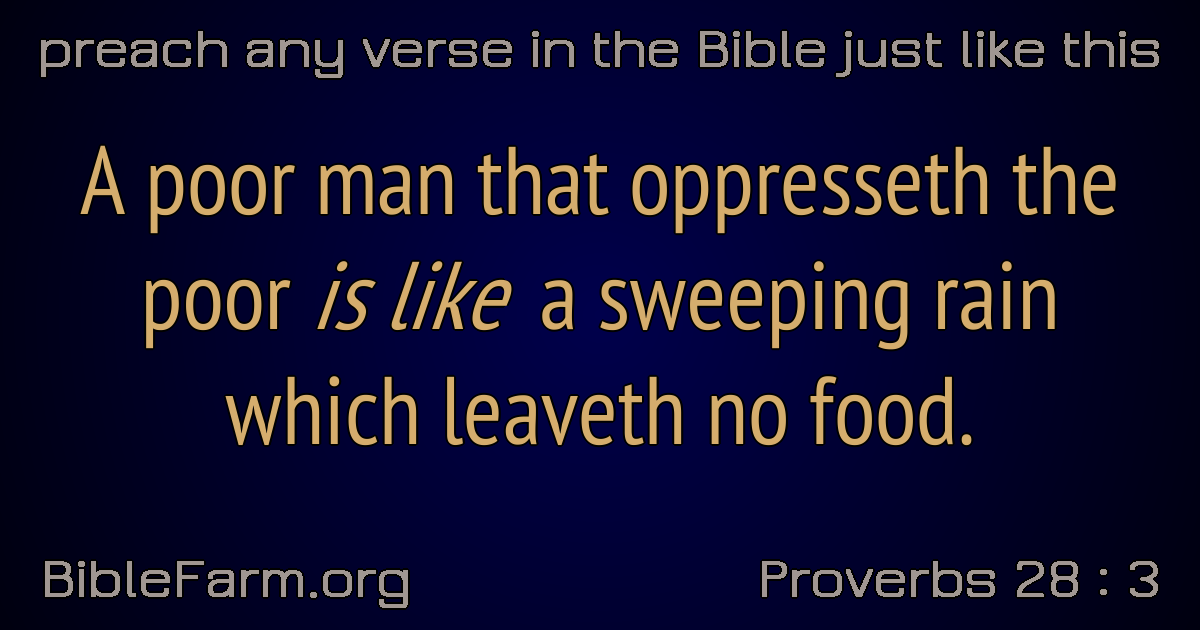 preach any verse in the Bible just like this
A poor man that oppresseth the
poor is like a sweeping rain
which leaveth no food.
BibleFarm.org
Proverbs 28 : 3